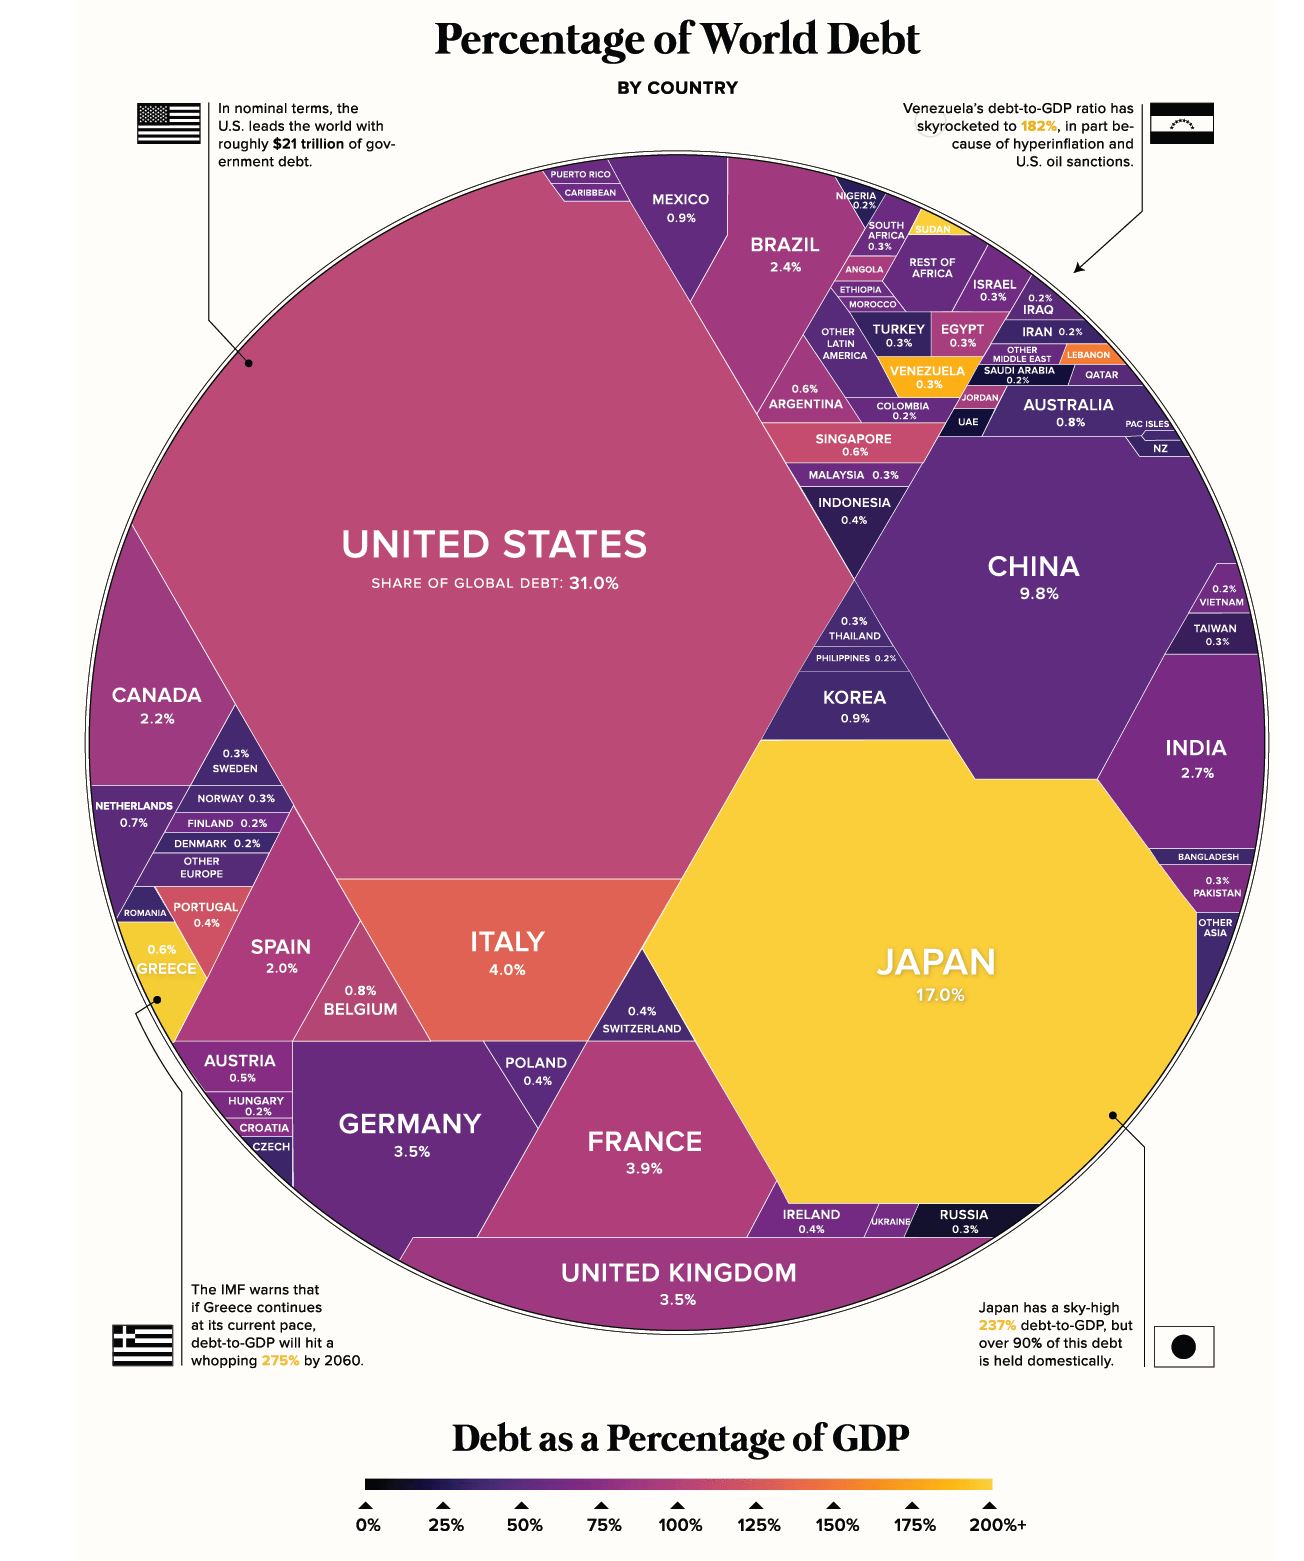 Percentage of World Debt
BY COUNTRY
In nominal terms, the
U.S. leads the world with
roughly $21 trillion of gov-
ernment debt.
Venezuela's debt-to-GDP ratio has
skyrocketed to 182%, in part be-
cause of hyperinflation and
U.S. oil sanctions.
PUERTO RICO
CARIBBEAN
MEXICO
0.9%
BRAZIL
2.4%
NIGERIA
0.2%
SOUTH
AFRICA
0.3%
SUDAN
ANGOLA
REST OF
AFRICA
ETHIOPIA
MOROCCO
ISRAEL
0.3%
0.2%
IRAQ
OTHER
LATIN
AMERICA
TURKEY
0.3%
EGYPT
0.3%
IRAN 0.2%
OTHER
MIDDLE EAST
LEBANON
VENEZUELA
0.3%
SAUDI ARABIA
0.2%
QATAR
0.6%
ARGENTINA
COLOMBIA
0.2%
JORDAN
UAE
AUSTRALIA
0.8%
PAC ISLES
NZ
SINGAPORE
0.6%
MALAYSIA 0.3%
INDONESIA
0.4%
UNITED STATES
SHARE OF GLOBAL DEBT: 31.0%
CHINA
9.8%
0.2%
VIETNAM
TAIWAN
0.3%
0.3%
THAILAND
PHILIPPINES 0.2%
KOREA
0.9%
CANADA
2.2%
INDIA
2.7%
0.3%
SWEDEN
NETHERLANDS
0.7%
NORWAY 0.3%
FINLAND 0.2%
DENMARK 0.2%
OTHER
EUROPE
BANGLADESH
0.3%
PAKISTAN
OTHER
ASIA
ROMANIA
PORTUGAL
0.4%
0.6%
GREECE
SPAIN
2.0%
0.8%
BELGIUM
ITALY
4.0%
JAPAN
17.0%
0.4%
SWITZERLAND
AUSTRIA
0.5%
HUNGARY
0.2%
CROATIA
CZECH
GERMANY
3.5%
POLAND
0.4%
FRANCE
3.9%
IRELAND
0.4%
UKRAINE
RUSSIA
0.3%
UNITED KINGDOM
3.5%
The IMF warns that
if Greece continues
at its current pace,
debt-to-GDP will hit a
whopping 275% by 2060.
Japan has a sky-high
237% debt-to-GDP, but
over 90% of this debt
is held domestically.
Debt as a Percentage of GDP
0% 25% 50% 75% 100% 125% 150% 175% 200%+